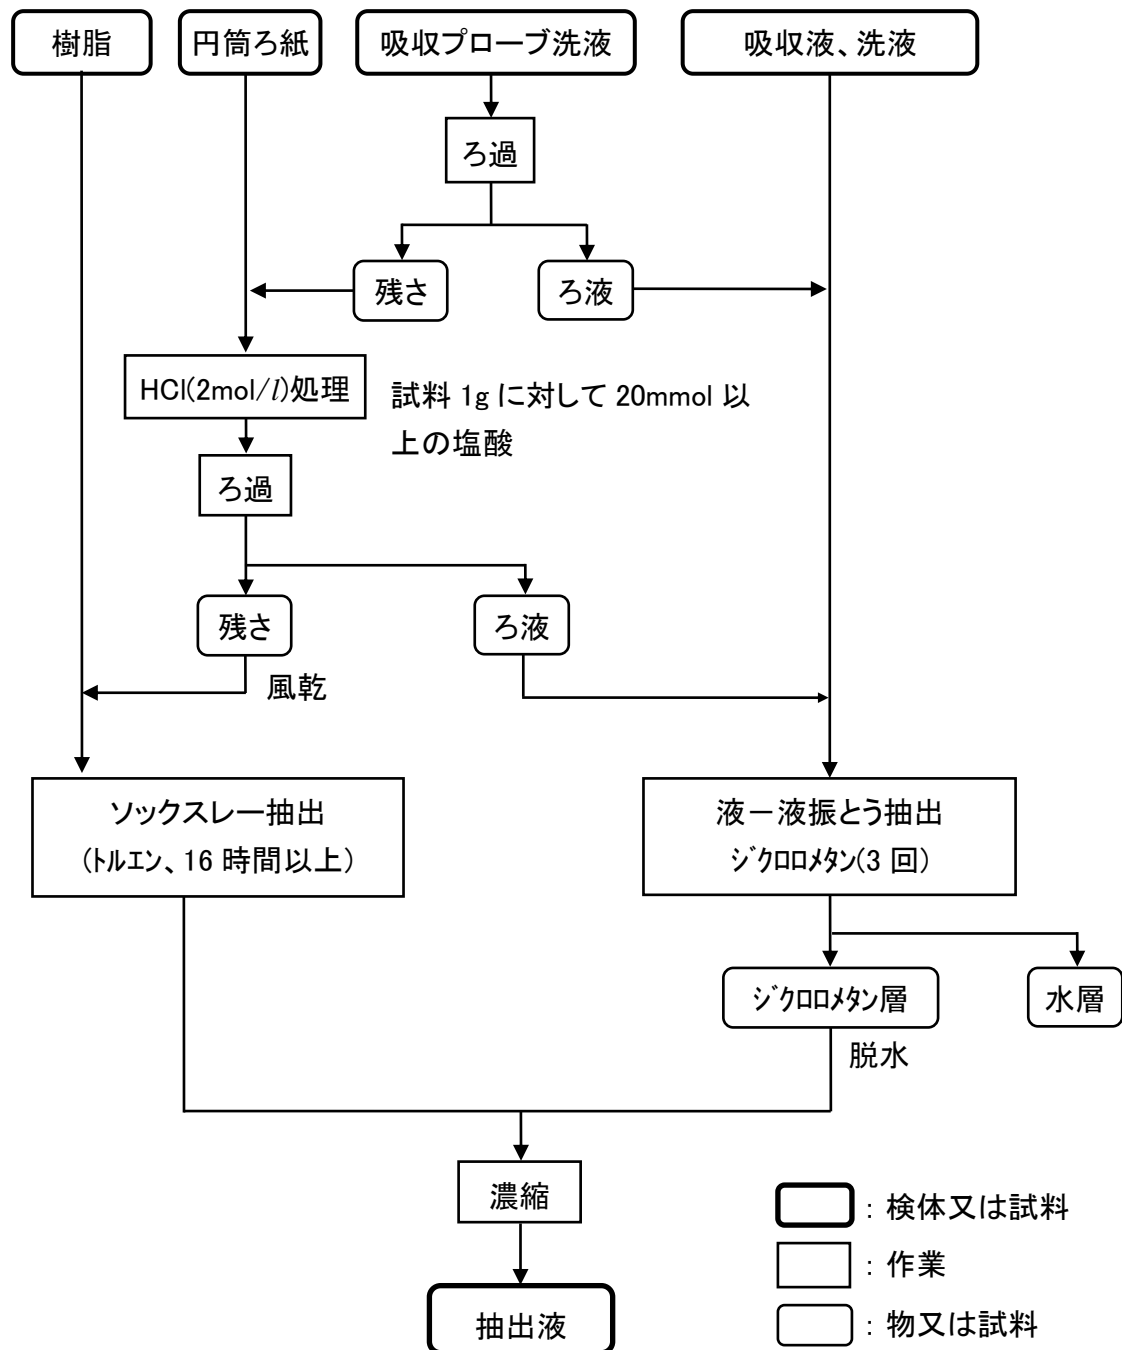 樹脂
円筒ろ紙
吸収プローブ洗液
吸収液、洗液
ろ過
残さ
ろ液
HCl(2mol/l)処理
試料 1g に対して 20mmol 以
上の塩酸
ろ過
残さ
ろ液
風乾
ソックスレー抽出
(ﾄﾙｴﾝ、16 時間以上)
液－液振とう抽出
ｼﾞｸﾛﾛﾒﾀﾝ(3 回)
ｼﾞｸﾛﾛﾒﾀﾝ層
水層
脱水
濃縮
抽出液
：検体又は試料
：作業
：物又は試料